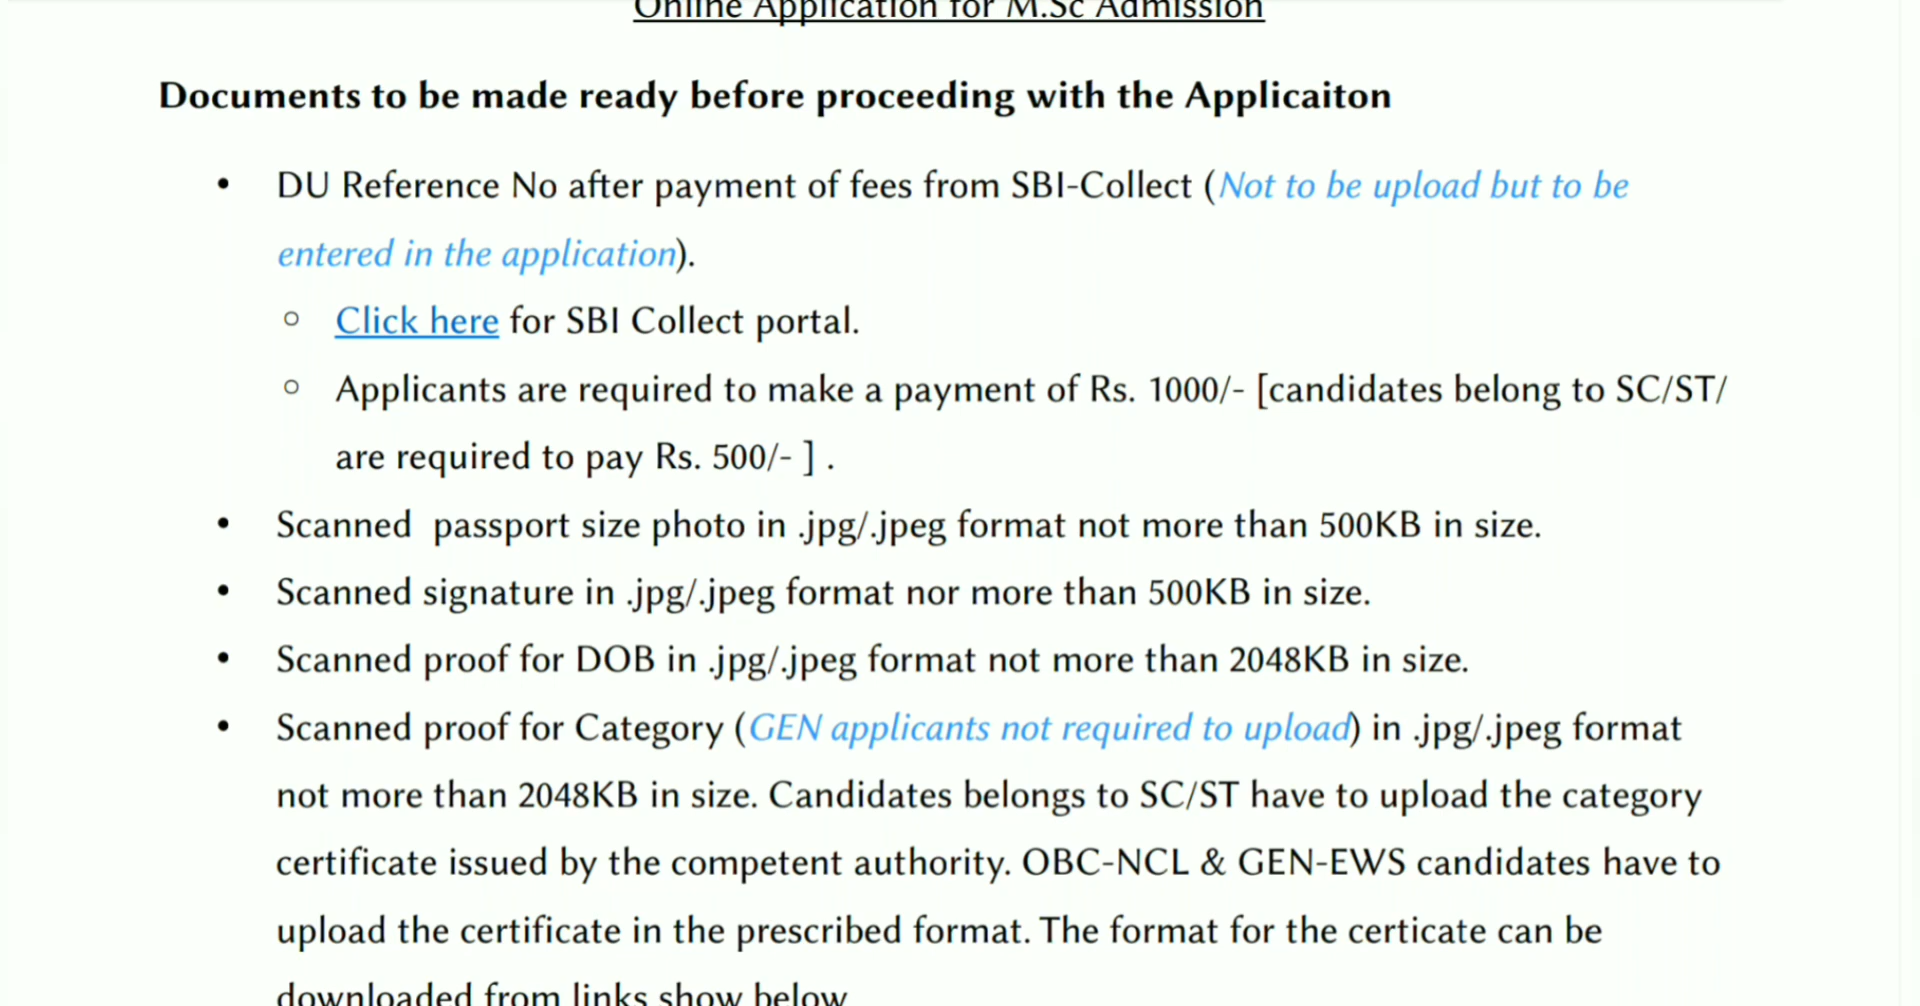 Online Application for M.Sc Admission
Documents to be made ready before proceeding with the Applicaiton
• DU Reference No after payment of fees from SBI-Collect (Not to be upload but to be
entered in the application).
○ Click here for SBI Collect portal.
○ Applicants are required to make a payment of Rs. 1000/- [candidates belong to SC/ST/
are required to pay Rs. 500/- ] .
• Scanned  passport size photo in .jpg/.jpeg format not more than 500KB in size.
• Scanned signature in .jpg/.jpeg format nor more than 500KB in size.
• Scanned proof for DOB in .jpg/.jpeg format not more than 2048KB in size.
• Scanned proof for Category (GEN applicants not required to upload) in .jpg/.jpeg format
not more than 2048KB in size. Candidates belongs to SC/ST have to upload the category
certificate issued by the competent authority. OBC-NCL & GEN-EWS candidates have to
upload the certificate in the prescribed format. The format for the certicate can be
downloaded from links show below